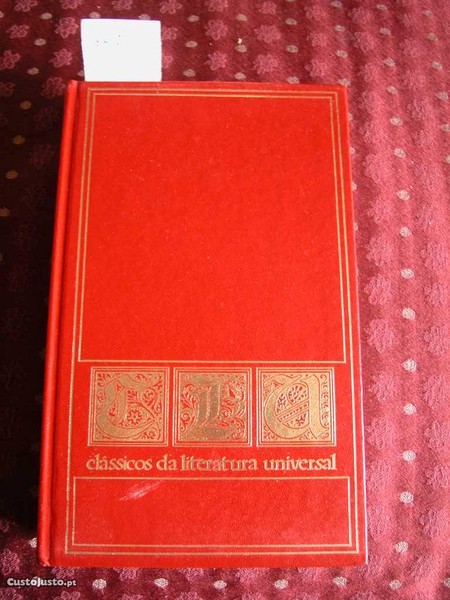 C L U
clássicos da literatura universal
CustoJusto.pt